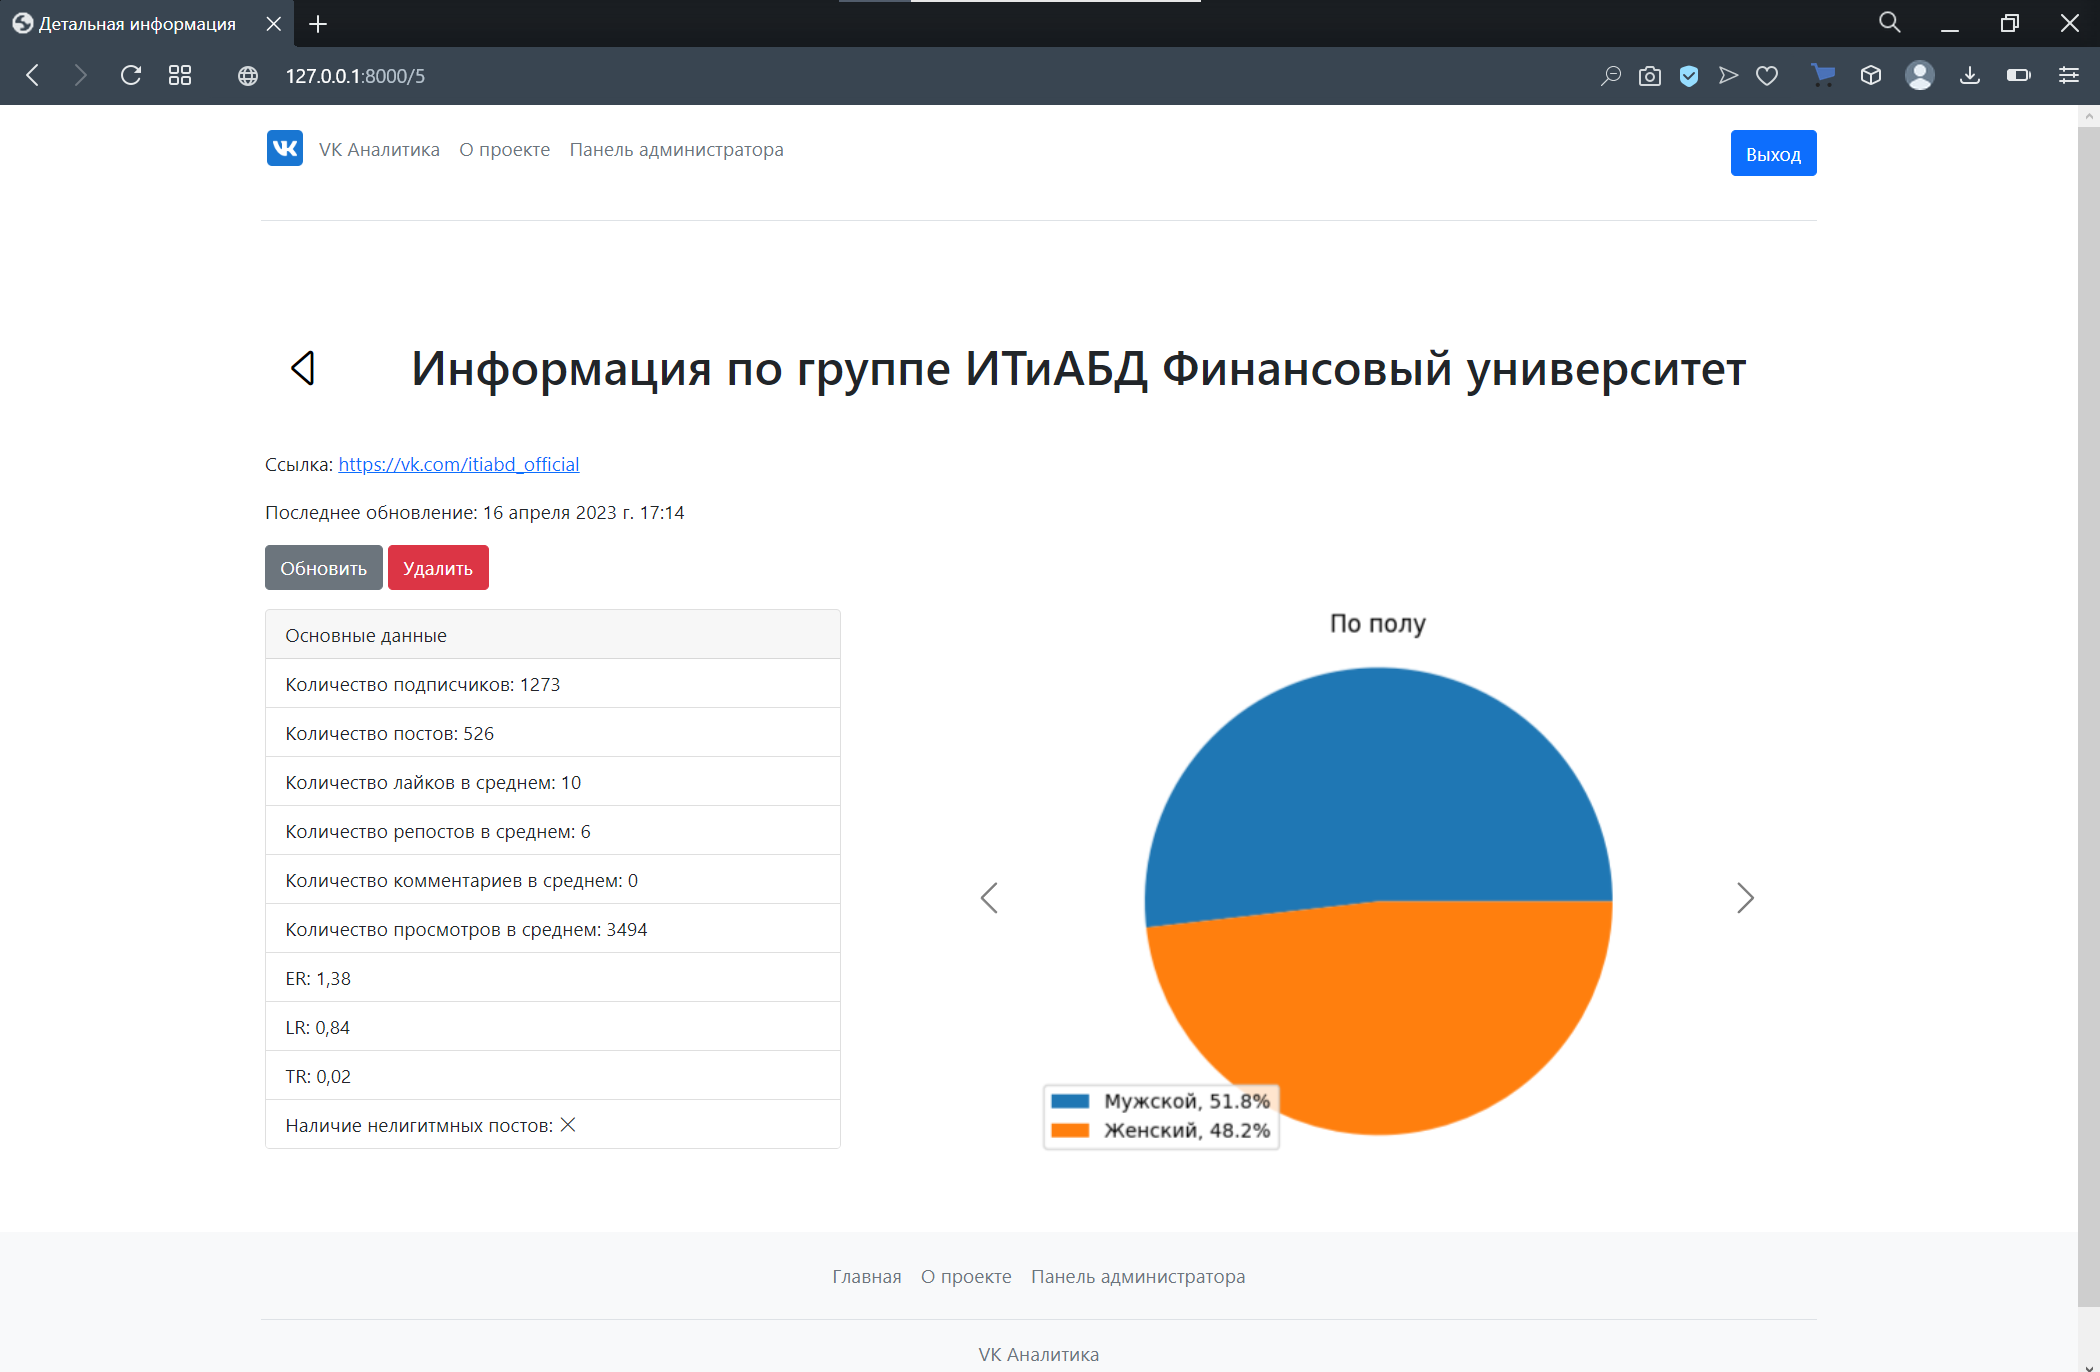 Детальная информация
127.0.0.1:8000/5
VK Аналитика О проекте Панель администратора
Выход
Информация по группе ИТиАБД Финансовый университет
Ссылка: https://vk.com/itiabd_official
Последнее обновление: 16 апреля 2023 г. 17:14
Обновить Удалить
Основные данные
Количество подписчиков: 1273
Количество постов: 526
Количество лайков в среднем: 10
Количество репостов в среднем: 6
Количество комментариев в среднем: 0
Количество просмотров в среднем: 3494
ER: 1,38
LR: 0,84
TR: 0,02
Наличие нелигитмных постов:
По полу
Мужской, 51.8%
Женский, 48.2%
Главная О проекте Панель администратора
VK Аналитика